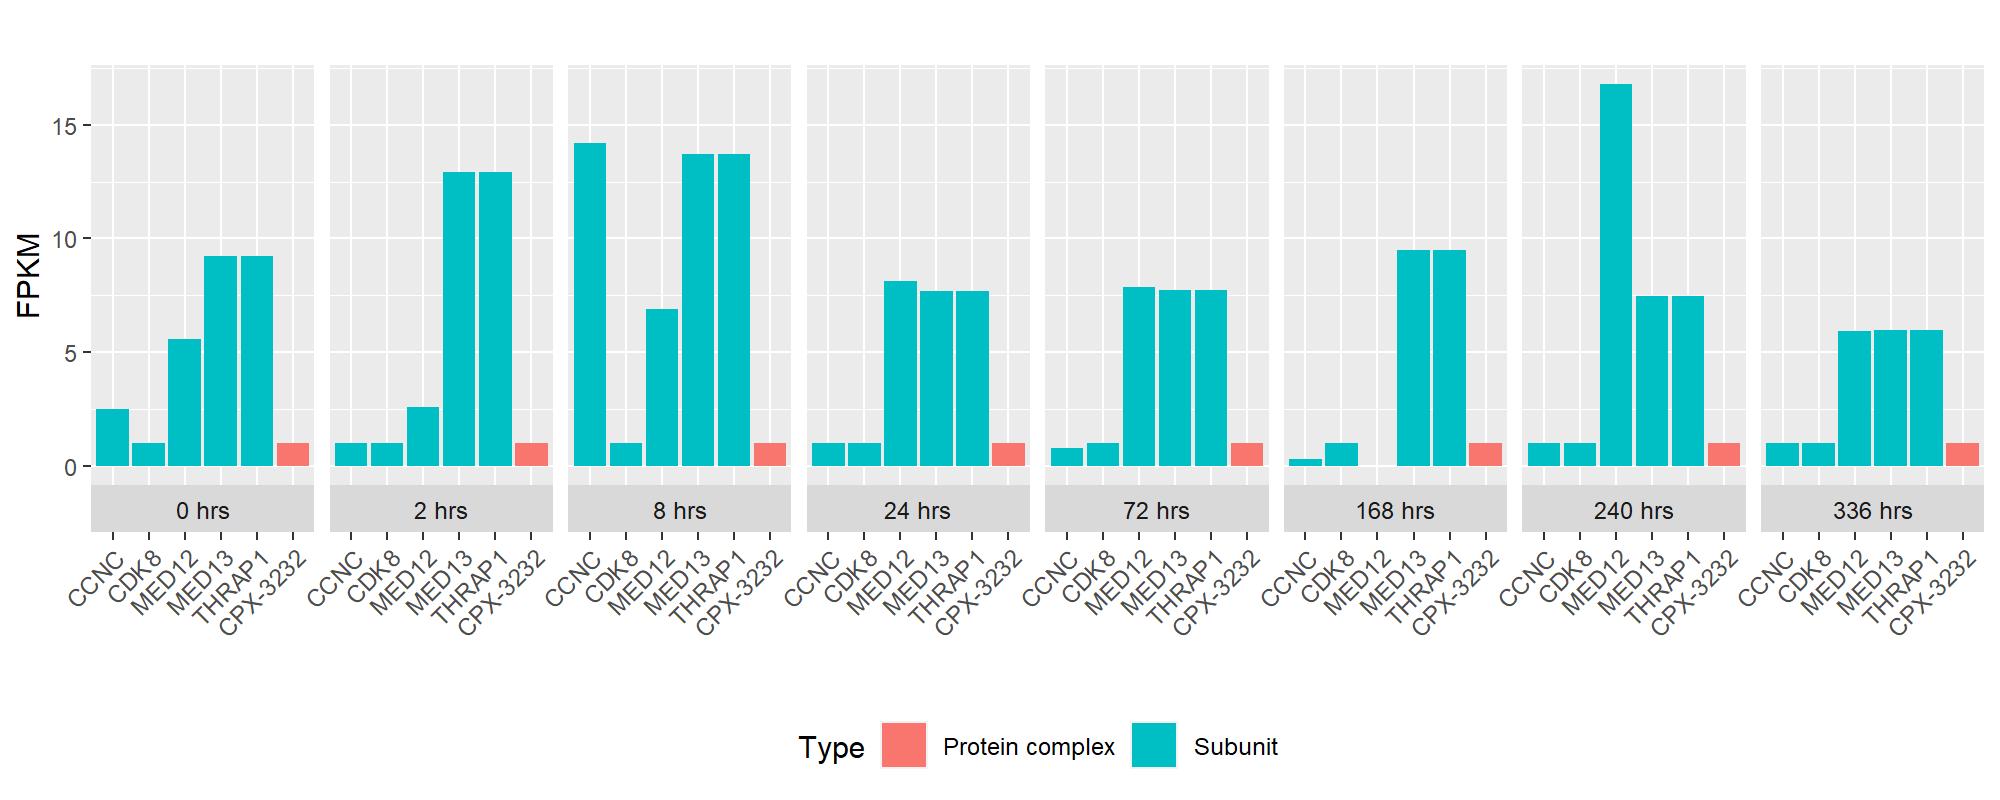 FPKM
15
10
5
0
0 hrs 2 hrs 8 hrs 24 hrs 72 hrs 168 hrs 240 hrs 336 hrs
CCNC CDK8 MED12 MED13 THRAP1 CPX-3232 CCNC CDK8 MED12 MED13 THRAP1 CPX-3232 CCNC CDK8 MED12 MED13 THRAP1 CPX-3232 CCNC CDK8 MED12 MED13 THRAP1 CPX-3232 CCNC CDK8 MED12 MED13 THRAP1 CPX-3232 CCNC CDK8 MED12 MED13 THRAP1 CPX-3232 CCNC CDK8 MED12 MED13 THRAP1 CPX-3232 CCNC CDK8 MED12 MED13 THRAP1 CPX-3232
Type Protein complex Subunit